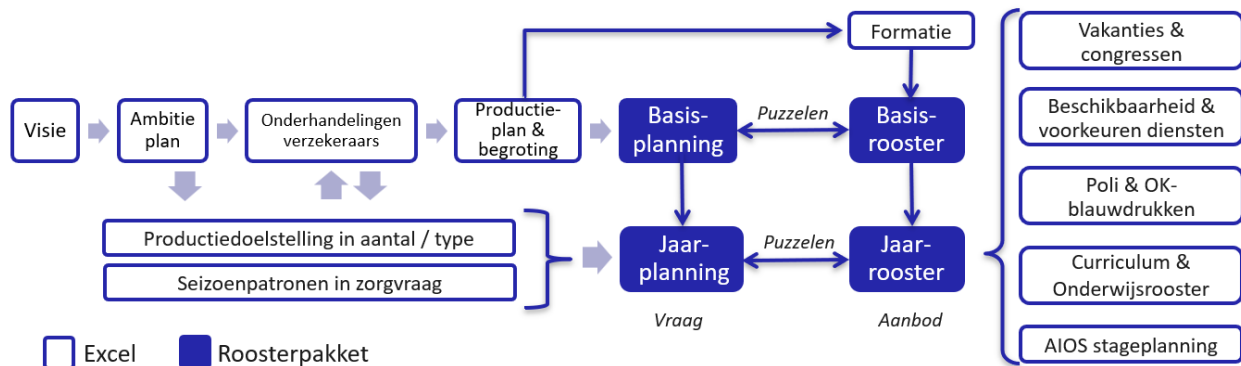 Visie
Ambitie
plan
Onderhandelingen
verzekeraars
Productie-
plan &
begroting
Formatie
Basis-
planning
Puzzelen
Basis-
rooster
Productiedoelstelling in aantal / type
Seizoenpatronen in zorgvraag
Jaar-
planning
Puzzelen
Jaar-
rooster
Vraag
Aanbod
Vakanties &
congressen
Beschikbaarheid &
voorkeuren diensten
Poli & OK-
blauwdrukken
Curriculum &
Onderwijsrooster
AIOS stageplanning
Excel
Roosterpakket